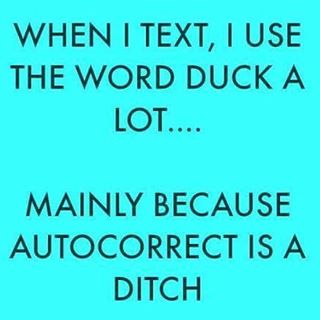 WHEN I TEXT, I USE
THE WORD DUCK A
LOT....
MAINLY BECAUSE
AUTOCORRECT IS A
DITCH